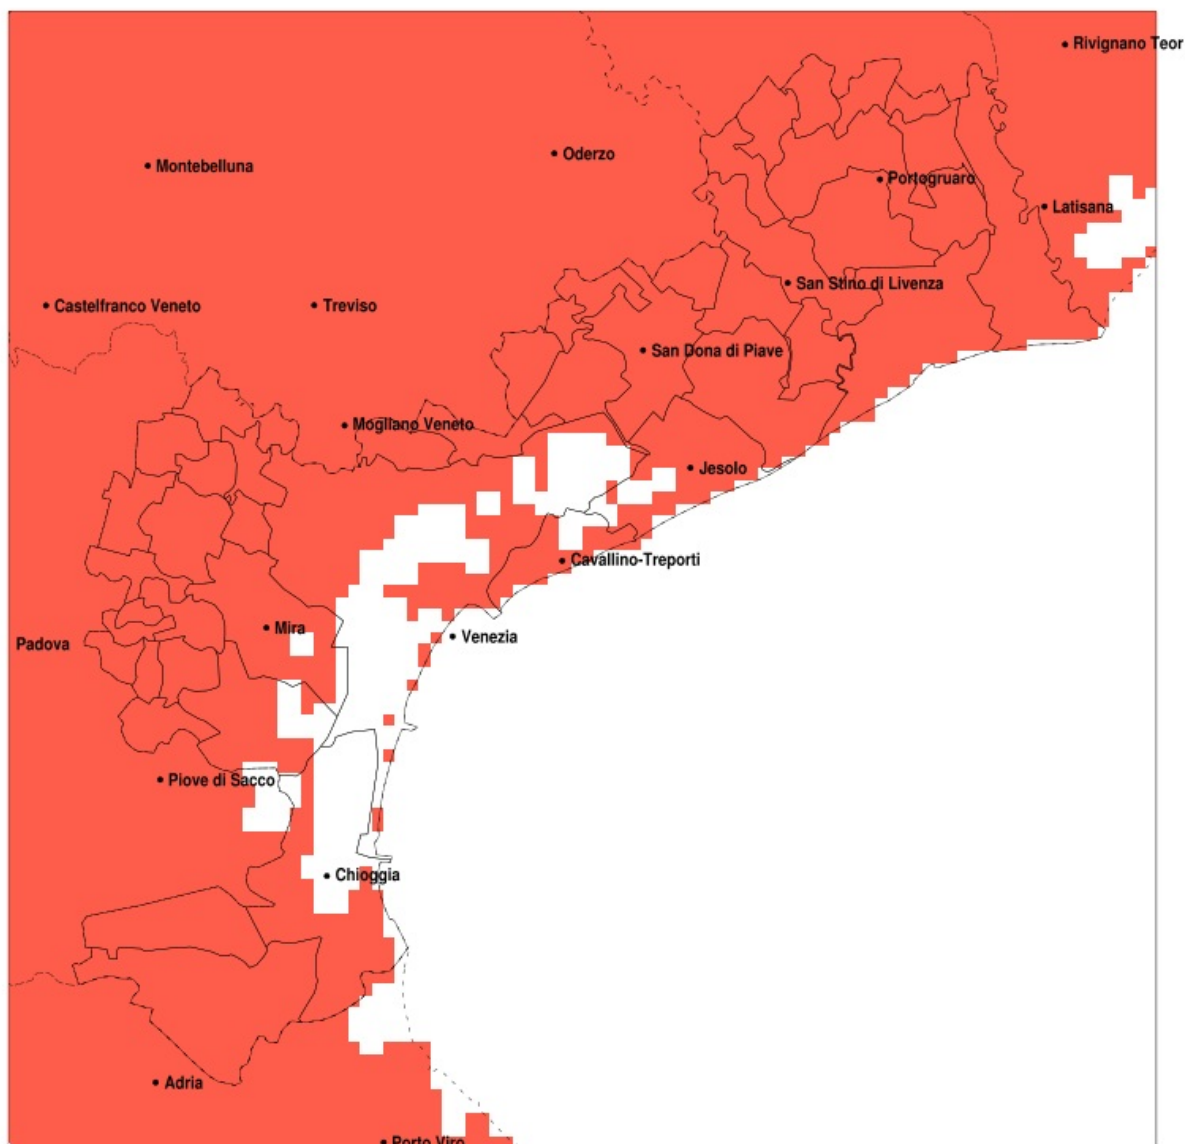 Rivignano Teor
Oderzo
Montebelluna
Portogruaro
Latisana
San Stino di Livenza
Castelfranco Veneto
Treviso
San Dona di Piave
Mogliano Veneto
Jesolo
Cavallino-Treporti
Mira
Venezia
Padova
Piove di Sacco
Chioggia
Adria
Porto Viro